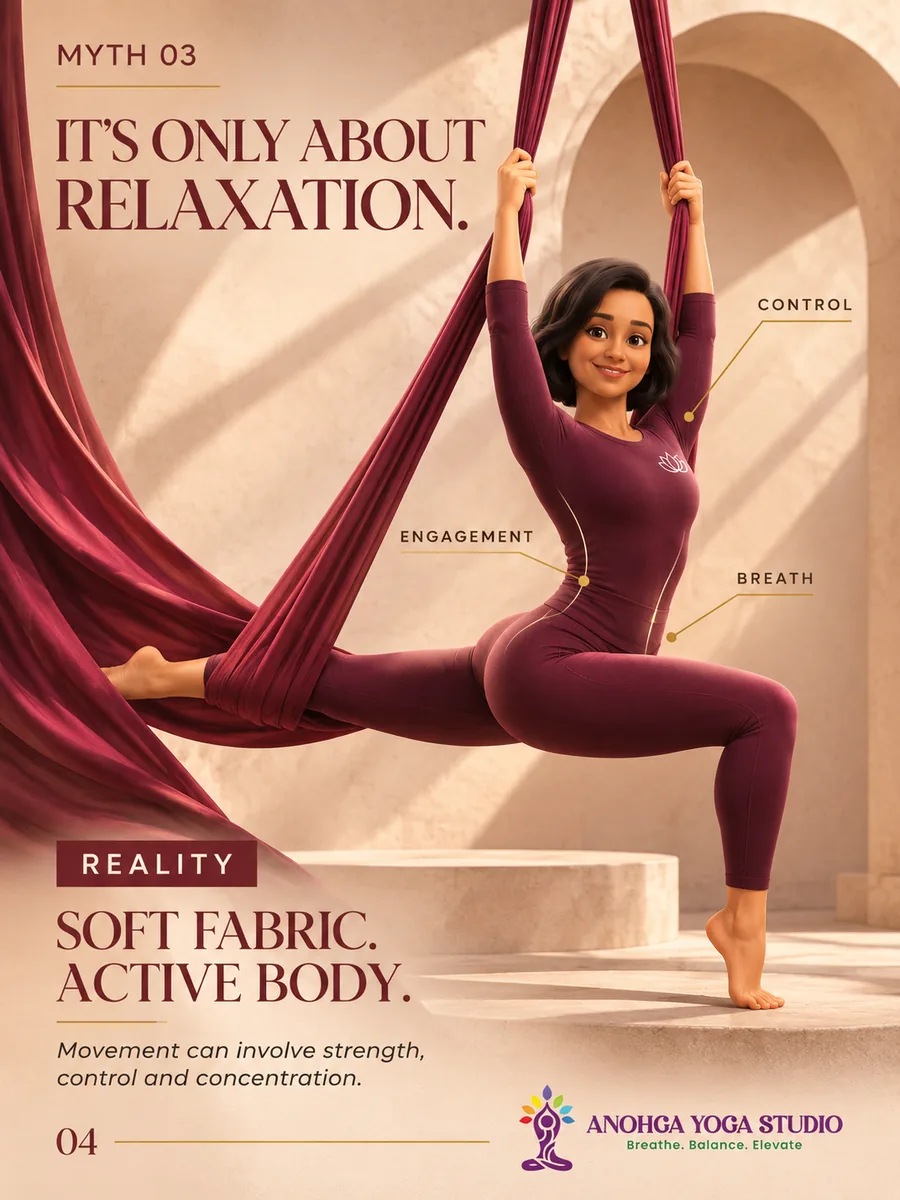 MYTH 03
IT'S ONLY ABOUT
RELAXATION.
CONTROL
ENGAGEMENT
BREATH
REALITY
SOFT FABRIC.
ACTIVE BODY.
Movement can involve strength,
control and concentration.
04
ANOHGA YOGA STUDIO
Breathe. Balance. Elevate